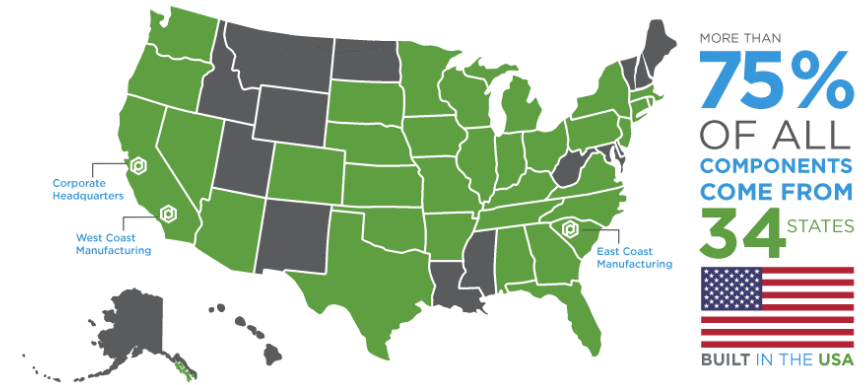 Corporate
Headquarters
West Coast
Manufacturing
East Coast
Manufacturing
MORE THAN
75%
OF ALL
COMPONENTS
COME FROM
34 STATES
BUILT IN THE USA